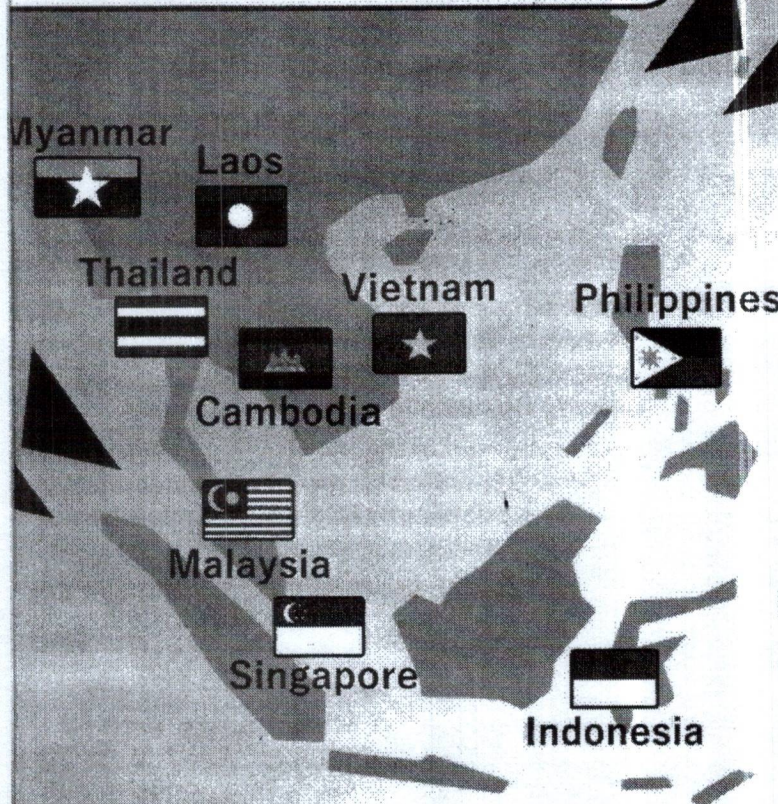 Myanmar
Laos
Thailand
Vietnam
Philippines
Cambodia
Malaysia
Singapore
Indonesia